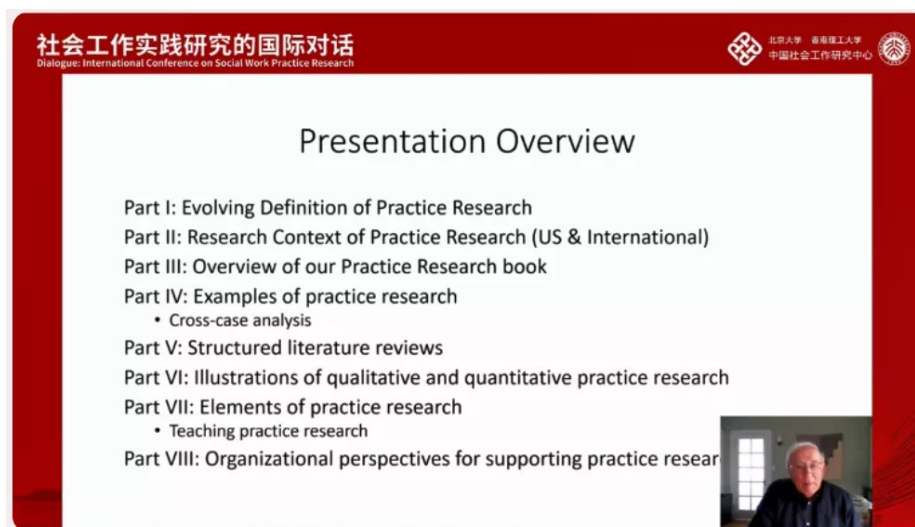 社会工作实践研究的国际对话
Dialogue: International Conference on Social Work Practice Research
北京大学 香港理工大学
中国社会工作研究中心
Presentation Overview
Part I: Evolving Definition of Practice Research
Part II: Research Context of Practice Research (US & International)
Part III: Overview of our Practice Research book
Part IV: Examples of practice research
• Cross-case analysis
Part V: Structured literature reviews
Part VI: Illustrations of qualitative and quantitative practice research
Part VII: Elements of practice research
• Teaching practice research
Part VIII: Organizational perspectives for supporting practice resear